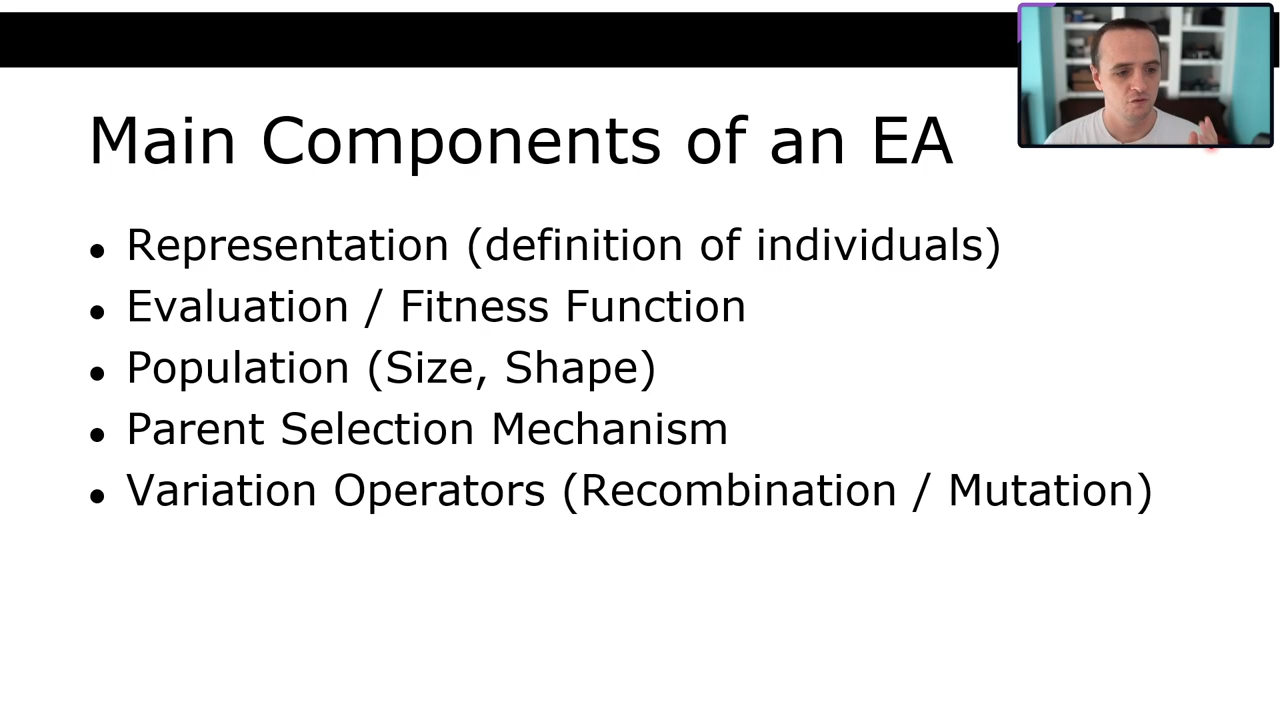 Main Components of an EA
• Representation (definition of individuals)
• Evaluation / Fitness Function
• Population (Size, Shape)
• Parent Selection Mechanism
• Variation Operators (Recombination / Mutation)